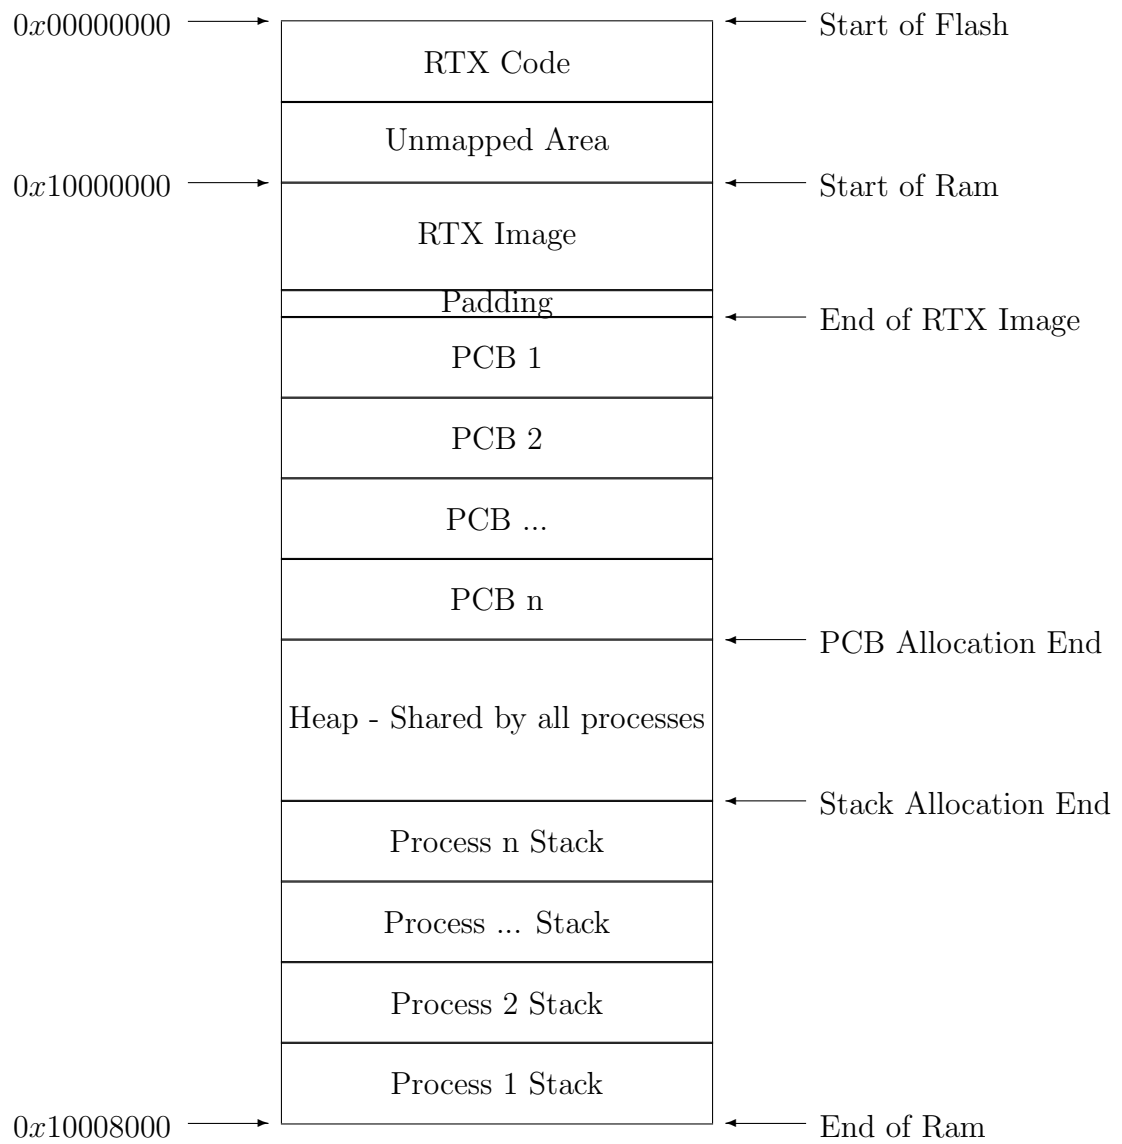 0x00000000
Start of Flash
RTX Code
Unmapped Area
0x10000000
Start of Ram
RTX Image
Padding
End of RTX Image
PCB 1
PCB 2
PCB ...
PCB n
PCB Allocation End
Heap - Shared by all processes
Stack Allocation End
Process n Stack
Process ... Stack
Process 2 Stack
Process 1 Stack
0x10008000
End of Ram